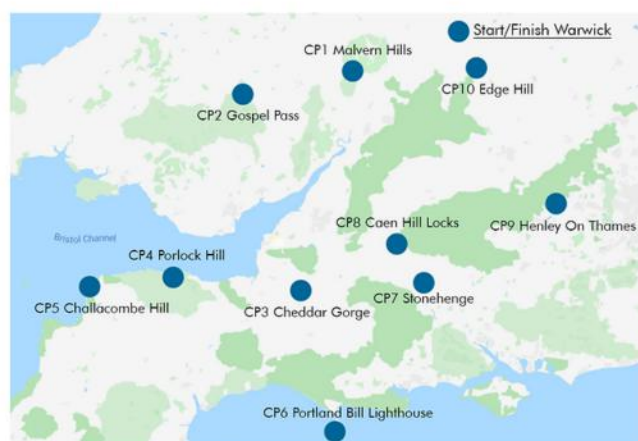 Start/Finish Warwick
CP1 Malvern Hills
CP10 Edge Hill
CP2 Gospel Pass
CP9 Henley On Thames
CP8 Caen Hill Locks
Bristol Channel
CP4 Porlock Hill
CP7 Stonehenge
CP5 Challacombe Hill
CP3 Cheddar Gorge
CP6 Portland Bill Lighthouse